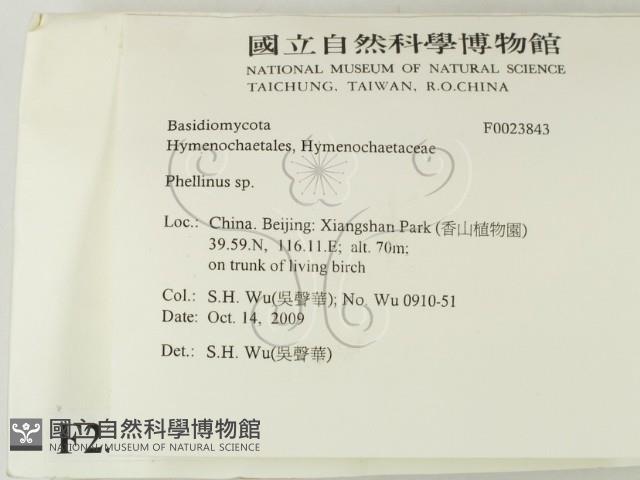 國立自然科學博物館
NATIONAL MUSEUM OF NATURAL SCIENCE
TAICHUNG, TAIWAN, R.O.CHINA
Basidiomycota F0023843
Hymenochaetales, Hymenochaetaceae
Phellinus sp.
Loc.: China. Beijing: Xiangshan Park (香山植物園)
39.59.N, 116.11.E; alt. 70m;
on trunk of living birch
Col.: S.H. Wu(吳聲華); No. Wu 0910-51
Date: Oct. 14, 2009
Det.: S.H. Wu(吳聲華)
F2.
國立自然科學博物館
NATIONAL MUSEUM OF NATURAL SCIENCE